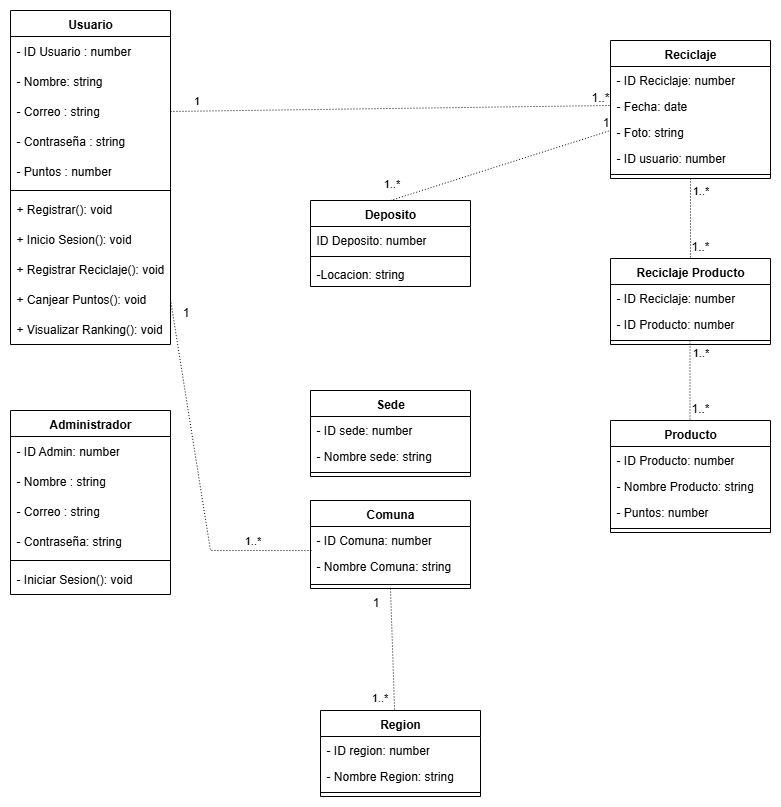 Usuario
- ID Usuario : number
- Nombre: string
- Correo : string
- Contraseña : string
- Puntos : number
+ Registrar(): void
+ Inicio Sesion(): void
+ Registrar Reciclaje(): void
+ Canjear Puntos(): void
+ Visualizar Ranking(): void
1
1..*
Reciclaje
- ID Reciclaje: number
- Fecha: date
- Foto: string
- ID usuario: number
1
1..*
Deposito
ID Deposito: number
-Locacion: string
1..*
1..*
Reciclaje Producto
- ID Reciclaje: number
- ID Producto: number
1..*
1..*
Producto
- ID Producto: number
- Nombre Producto: string
- Puntos: number
1
1..*
Sede
- ID sede: number
- Nombre sede: string
Administrador
- ID Admin: number
- Nombre : string
- Correo : string
- Contraseña: string
- Iniciar Sesion(): void
Comuna
- ID Comuna: number
- Nombre Comuna: string
1
1..*
Region
- ID region: number
- Nombre Region: string